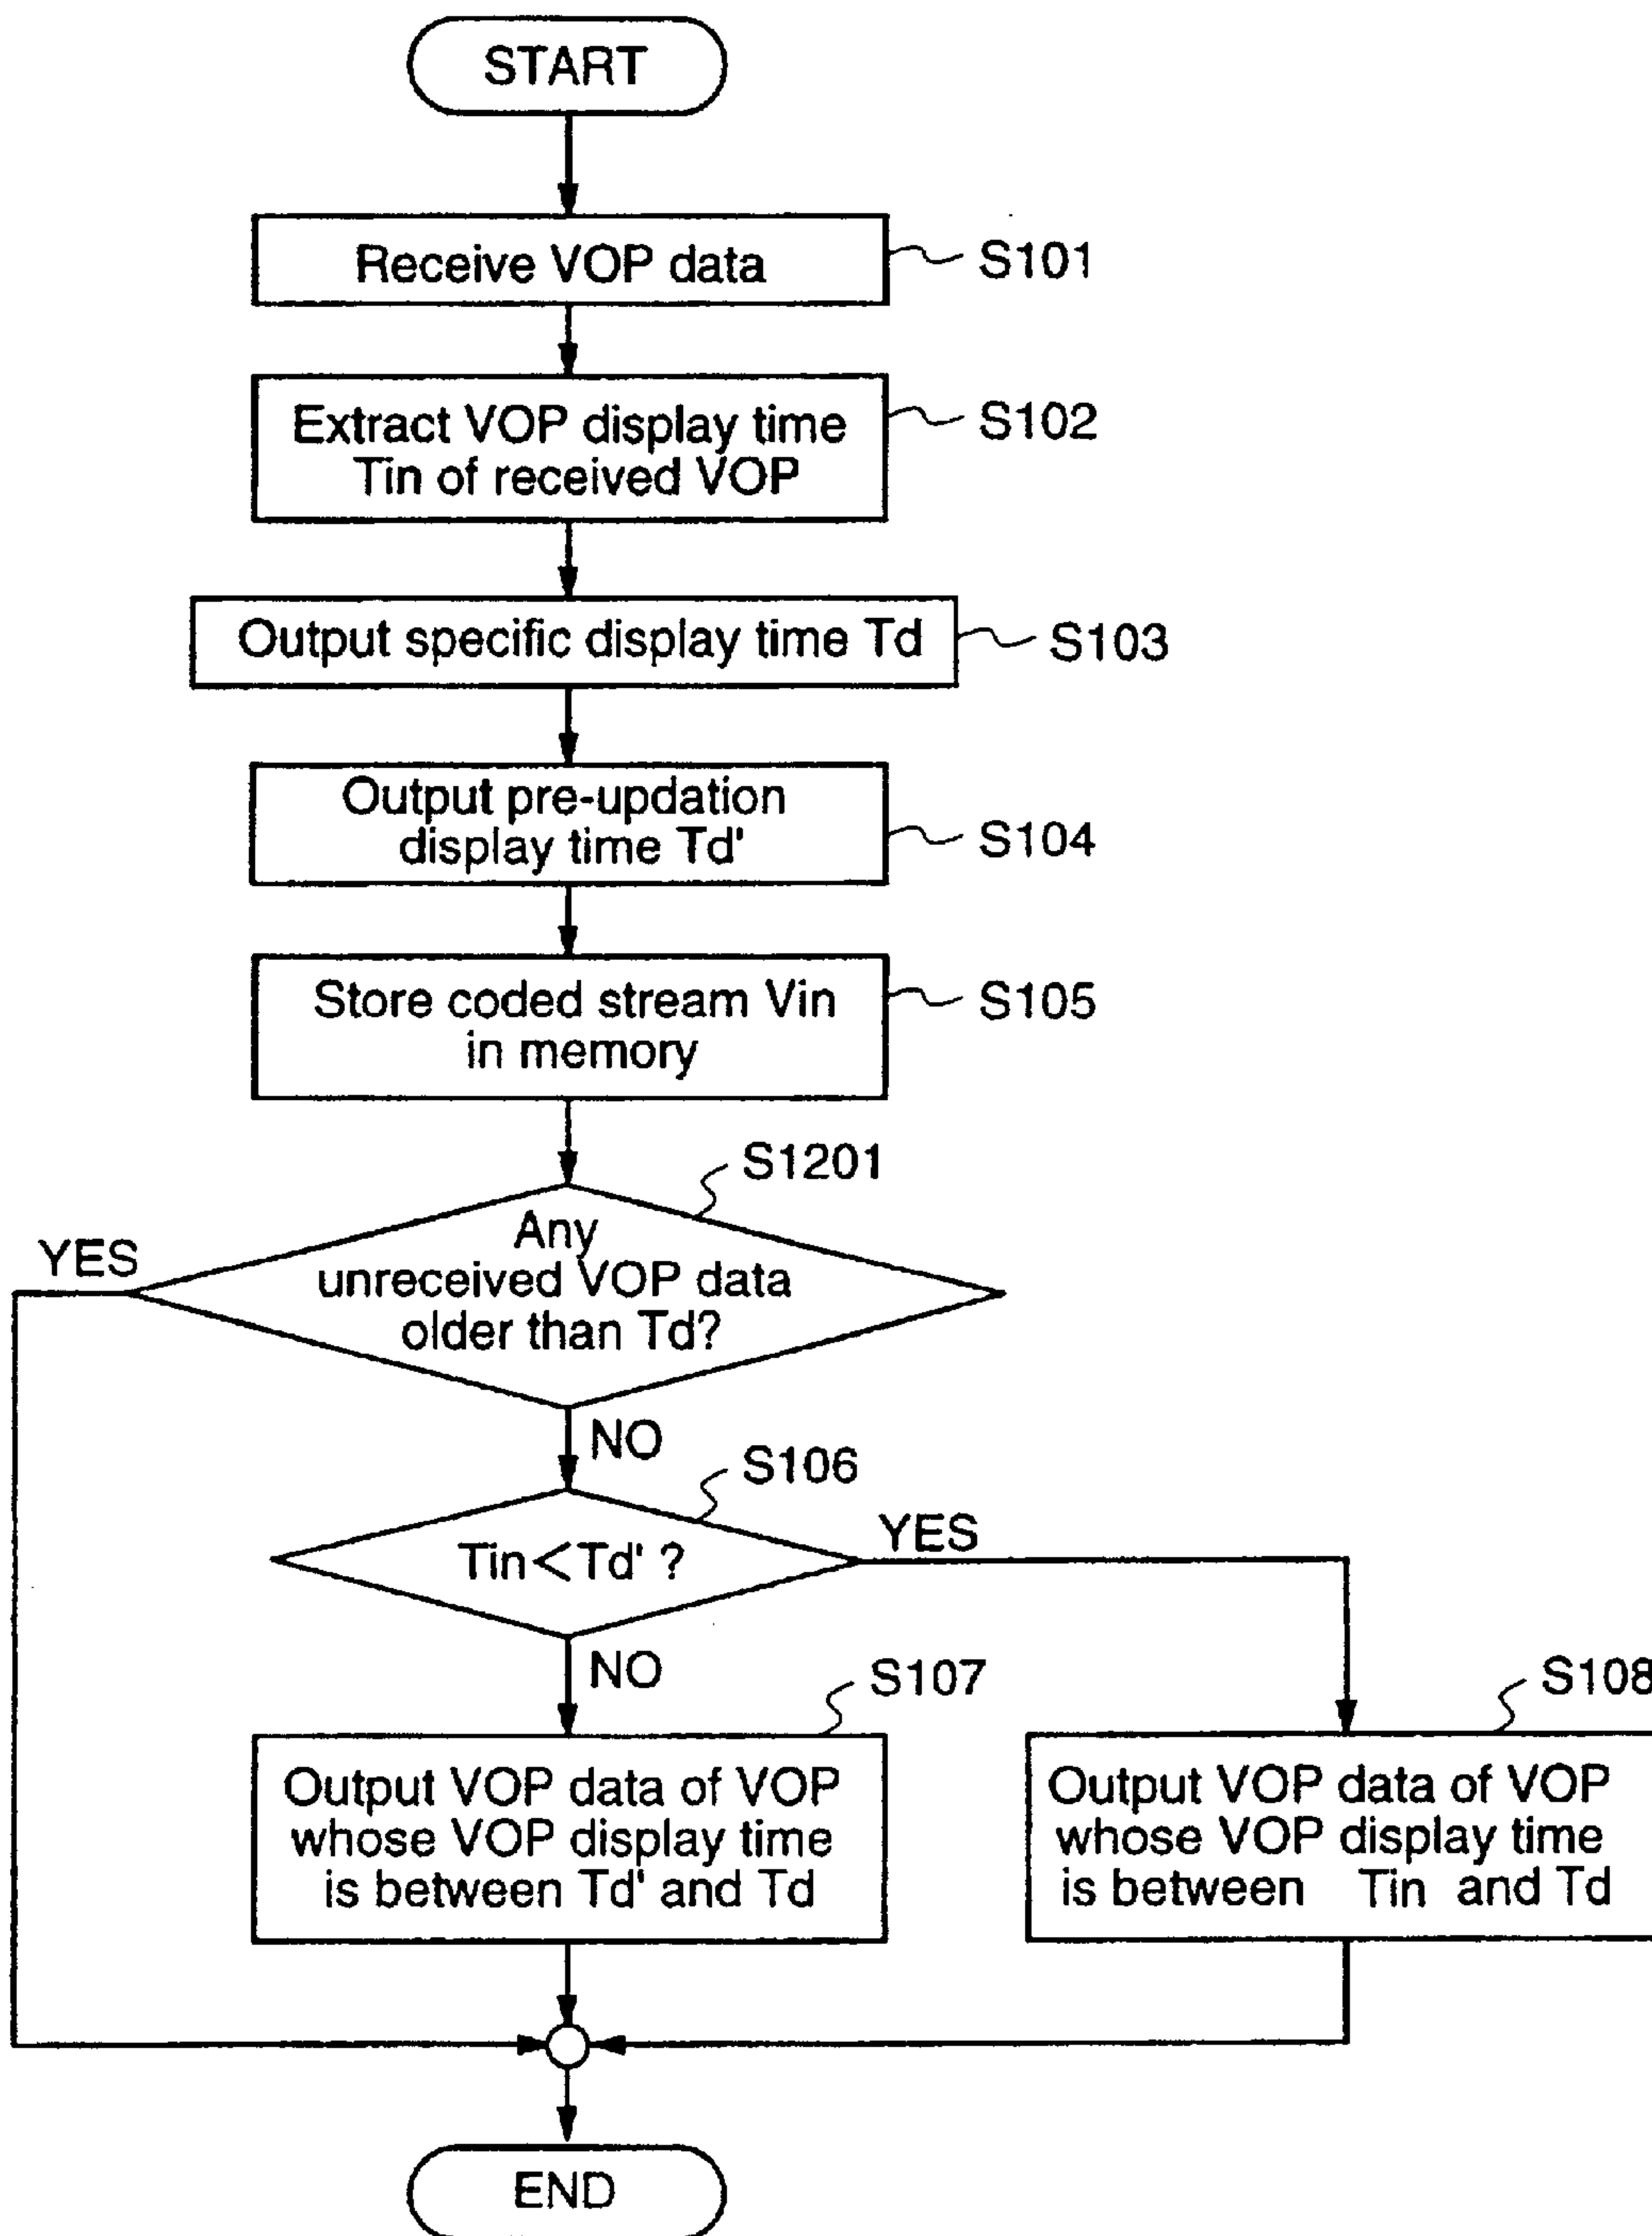 START
Receive VOP data
S101
Extract VOP display time
Tin of received VOP
S102
Output specific display time Td
S103
Output pre-updation
display time Td'
S104
Store coded stream Vin
in memory
S105
S1201
Any
unreceived VOP data
older than Td?
YES
NO
S106
Tin<Td' ?
YES
NO
S107
Output VOP data of VOP
whose VOP display time
is between Td' and Td
S108
Output VOP data of VOP
whose VOP display time
is between Tin and Td
END